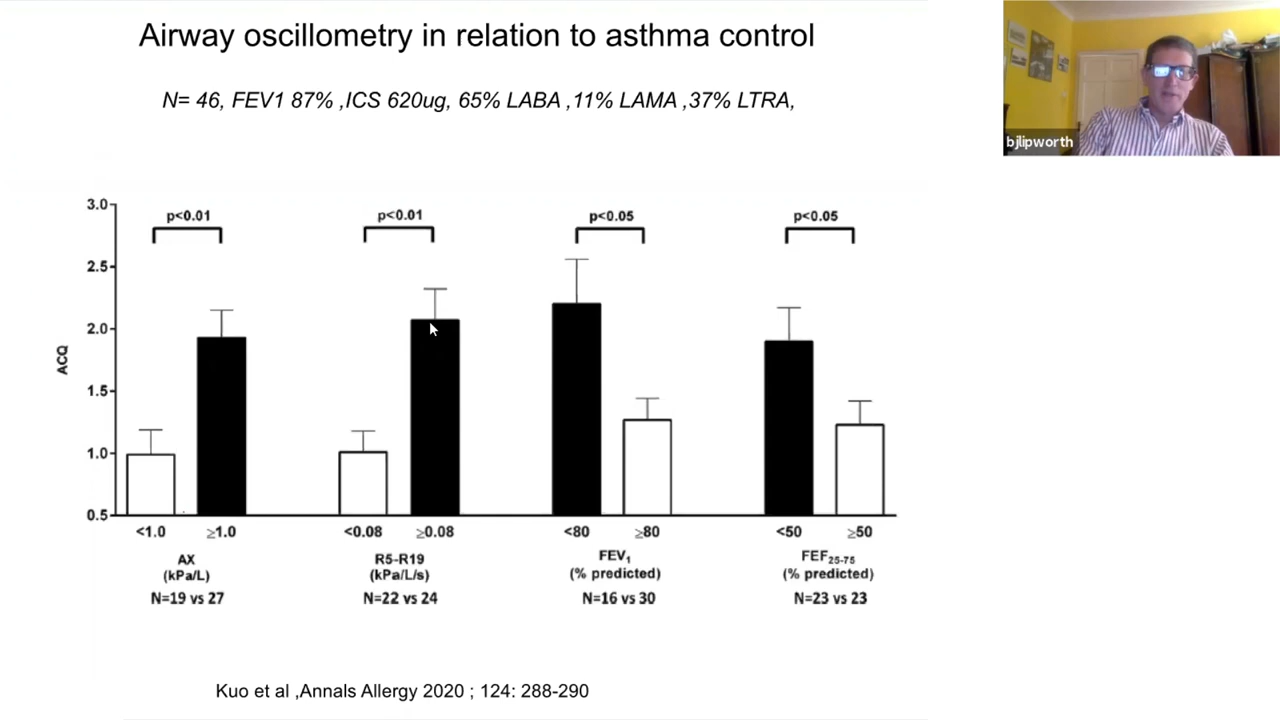 Airway oscillometry in relation to asthma control
N= 46, FEV1 87% ,ICS 620ug, 65% LABA ,11% LAMA ,37% LTRA,
bjlipworth
3.0
2.5
2.0
1.5
1.0
0.5
ACQ
p<0.01 p<0.01 p<0.05 p<0.05
<1.0 ≥1.0 <0.08 ≥0.08 <80 ≥80 <50 ≥50
AX R5-R19 FEV1 FEF25-75
(kPa/L) (kPa/L/s) (% predicted) (% predicted)
N=19 vs 27 N=22 vs 24 N=16 vs 30 N=23 vs 23
Kuo et al ,Annals Allergy 2020 ; 124: 288-290